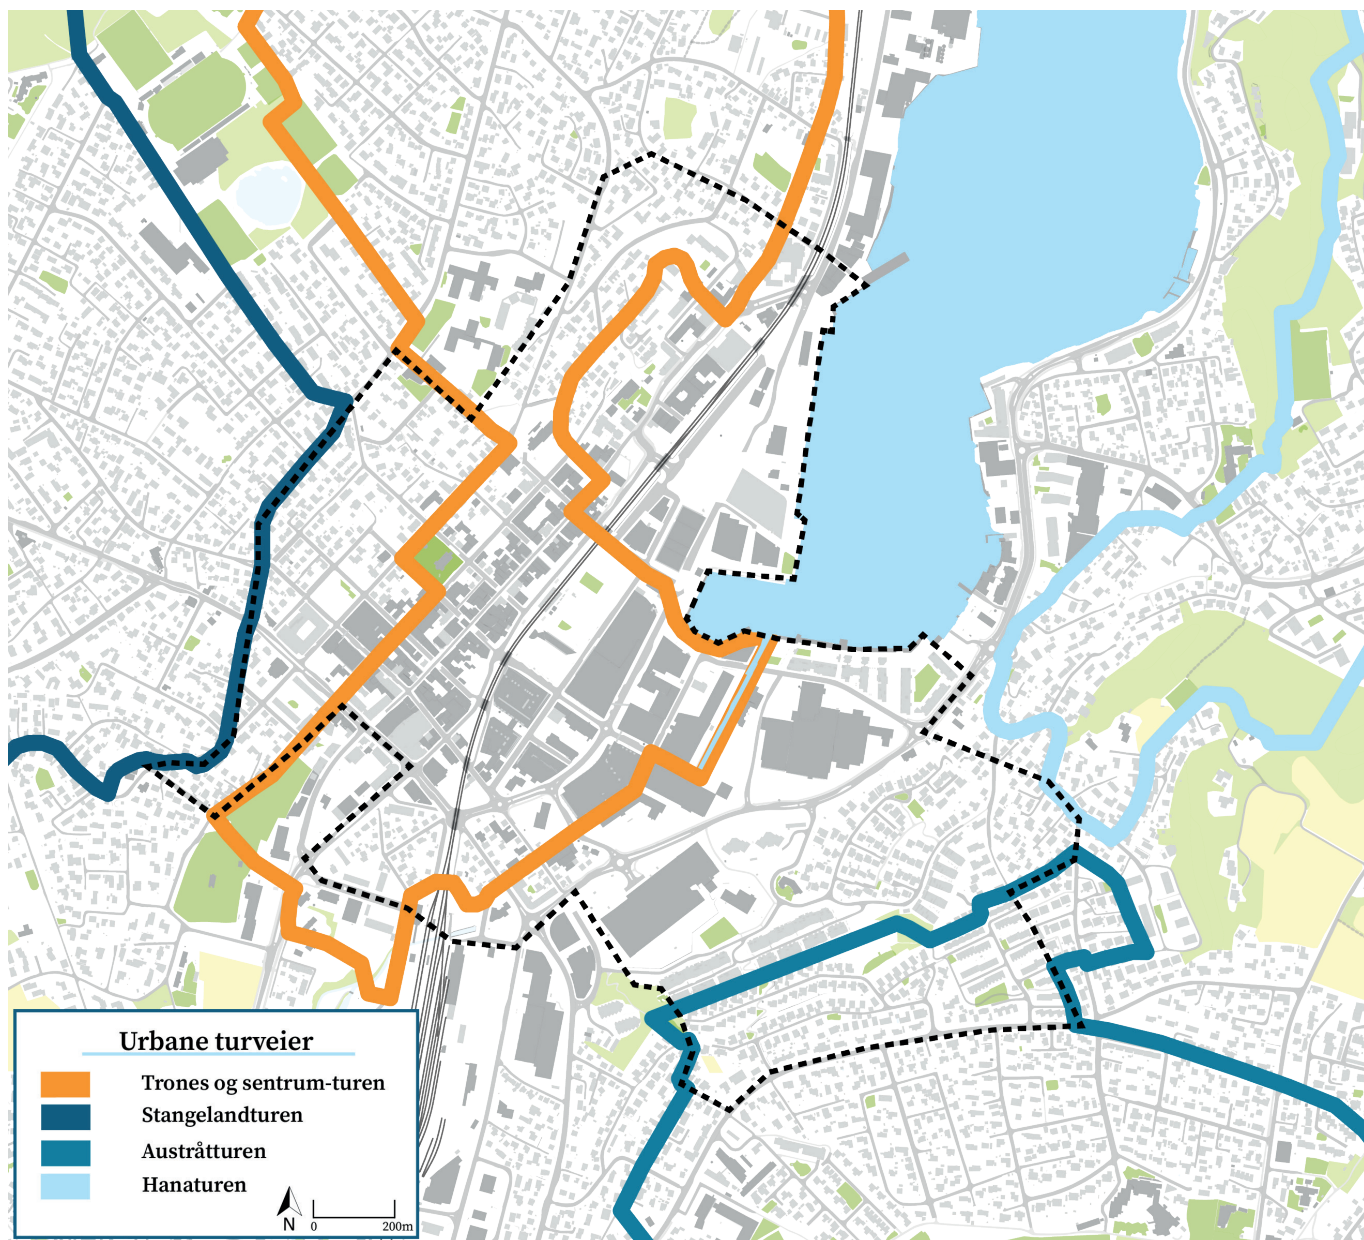 Urbane turveier
Trones og sentrum-turen
Stangelandturen
Austråtturen
Hanaturen
N
0 200m